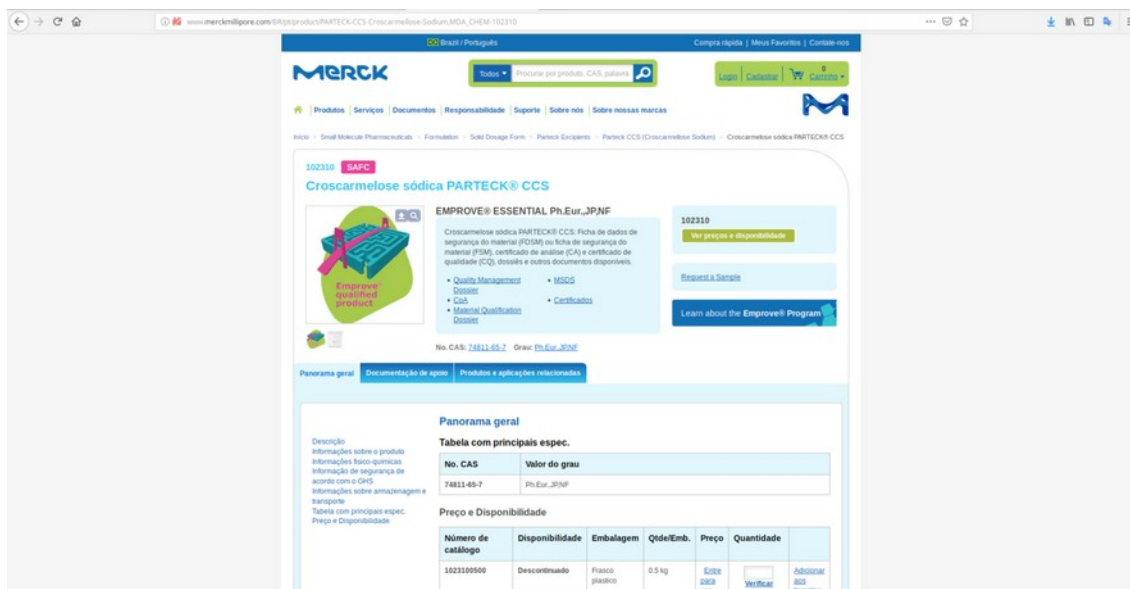 www.merckmillipore.com/BR/pt/product/PARTECK-CCS-Croscarmellose-Sodium,MDA_CHEM-102310
Brazil / Português
Compra rápida | Meus Favoritos | Contate-nos
MERCK
Todos
Procurar por produto, CAS, palavra
Login
Cadastrar
0
Carrinho
Produtos
Serviços
Documentos
Responsabilidade
Suporte
Sobre nós
Sobre nossas marcas
Início > Small Molecule Pharmaceuticals > Formulation > Solid Dosage Form > Parteck Excipients > Parteck CCS (Croscarmellose Sodium) > Croscarmelose sódica PARTECK® CCS
102310 SAFC
Croscarmelose sódica PARTECK® CCS
Emprove®
qualified
product
EMPROVE® ESSENTIAL Ph.Eur.,JP,NF
Croscarmelose sódica PARTECK® CCS: Ficha de dados de
segurança do material (FDSM) ou ficha de segurança do
material (FSM), certificado de análise (CA) e certificado de
qualidade (CQ), dossiês e outros documentos disponíveis.
Quality Management
Dossier
CoA
Material Qualification
Dossier
MSDS
Certificados
No. CAS: 74811-65-7 Grau: Ph.Eur.,JP,NF
102310
Ver preços e disponibilidade
Request a Sample
Learn about the Emprove® Program
Panorama geral
Documentação de apoio
Produtos e aplicações relacionadas
Descrição
Informações sobre o produto
Informações físico-químicas
Informação de segurança de
acordo com o GHS
Informações sobre armazenagem e
transporte
Tabela com principais espec.
Preço e Disponibilidade
Panorama geral
Tabela com principais espec.
No. CAS Valor do grau
74811-65-7 Ph.Eur.,JP,NF
Preço e Disponibilidade
Número de
catálogo
Disponibilidade Embalagem Qtde/Emb. Preço Quantidade
1023100500 Descontinuado
Frasco
plastico
0.5 kg
Entre
para
Verificar
Adicionar
aos